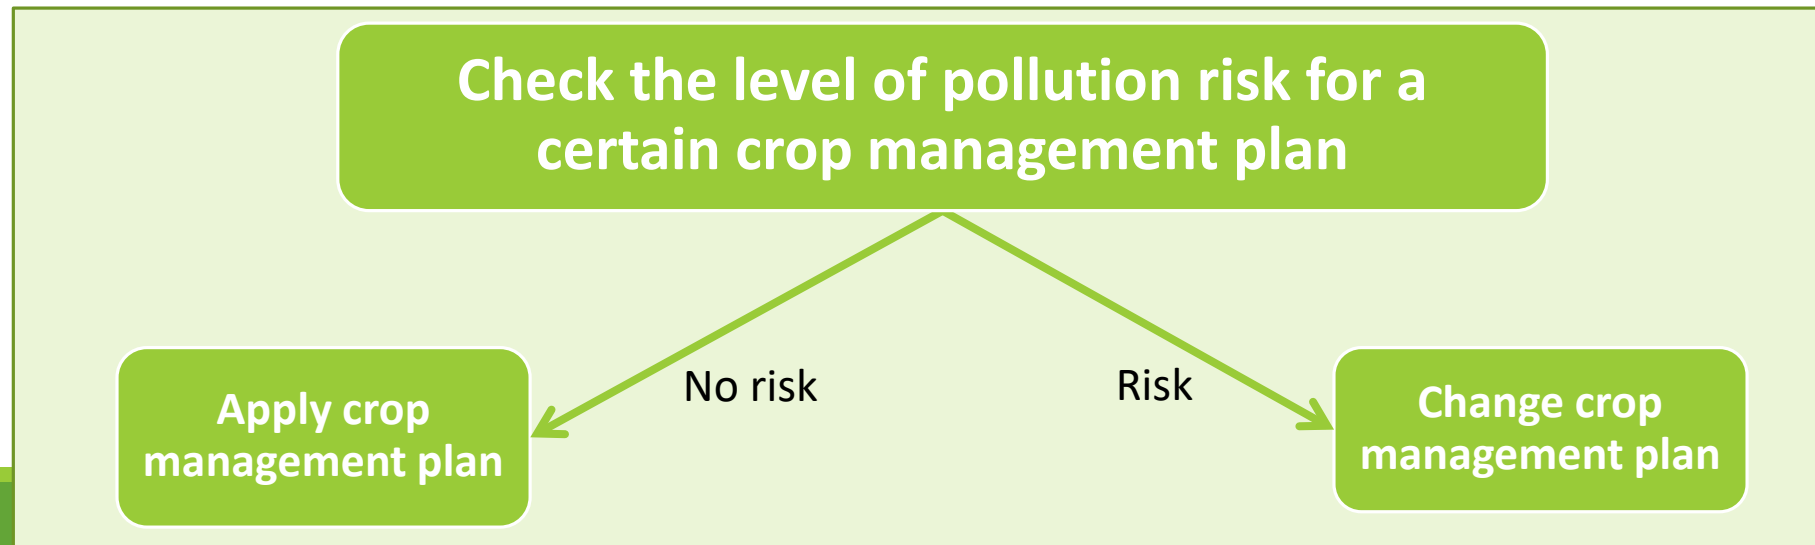 Check the level of pollution risk for a
certain crop management plan
No risk
Risk
Apply crop
management plan
Change crop
management plan